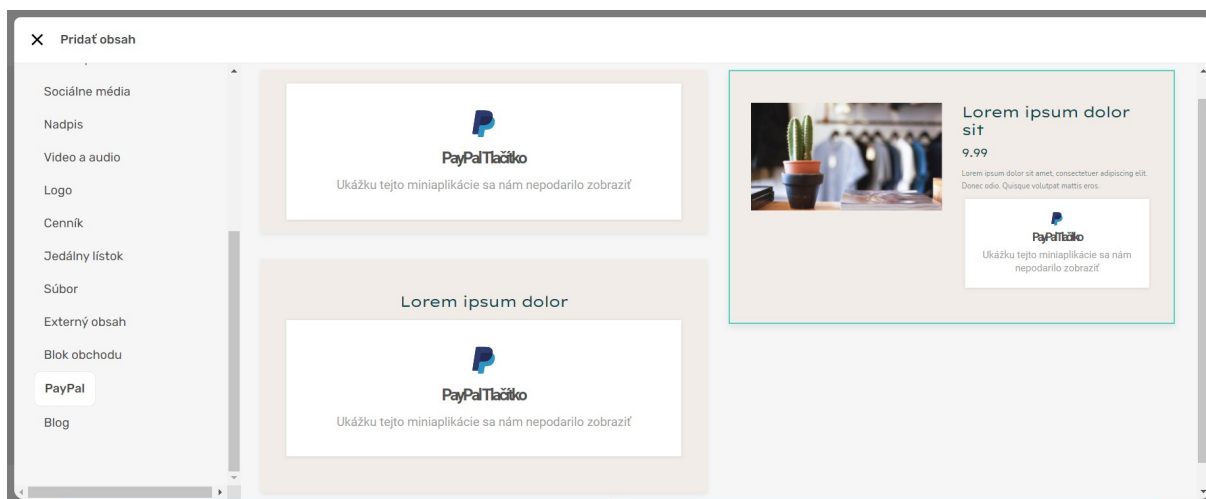 Pridať obsah
Sociálne média
Nadpis
Video a audio
Logo
Cenník
Jedálny lístok
Súbor
Externý obsah
Blok obchodu
PayPal
Blog
PayPal Tlačítko
Ukážku tejto miniaplikácie sa nám nepodarilo zobraziť
Lorem ipsum dolor
PayPal Tlačítko
Ukážku tejto miniaplikácie sa nám nepodarilo zobraziť
Lorem ipsum dolor
sit
9.99
Lorem ipsum dolor sit amet, consectetuer adipiscing elit.
Donec odio. Quisque volutpat mattis eros.
PayPal Tlačítko
Ukážku tejto miniaplikácie sa nám
nepodarilo zobraziť